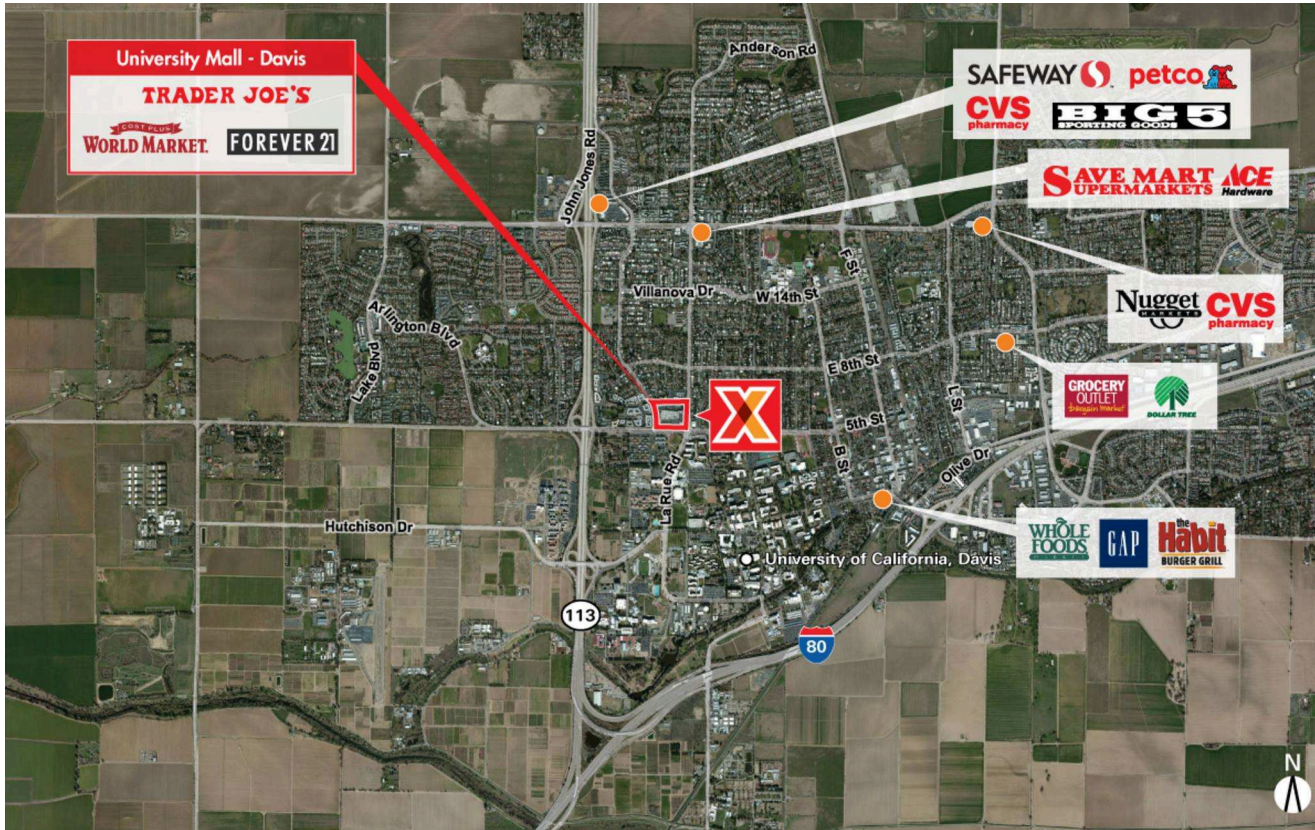 University Mall - Davis
TRADER JOE'S
COST PLUS
WORLD MARKET.
FOREVER 21
Anderson Rd
SAFEWAY petco
CVS
pharmacy
BIG 5
SPORTING GOODS
John Jones Rd
SAVE MART
SUPERMARKETS
ACE
Hardware
F St
Villanova Dr
W 14th St
Nugget
MARKETS
CVS
pharmacy
Arlington Blvd
Lake Blvd
E 8th St
L St
GROCERY
OUTLET
bargain market
DOLLAR TREE
X
5th St
B St
Olive Dr
La Rue Rd
Hutchison Dr
WHOLE
FOODS
MARKET
GAP
the
Habit
BURGER GRILL
University of California, Davis
113
80
N